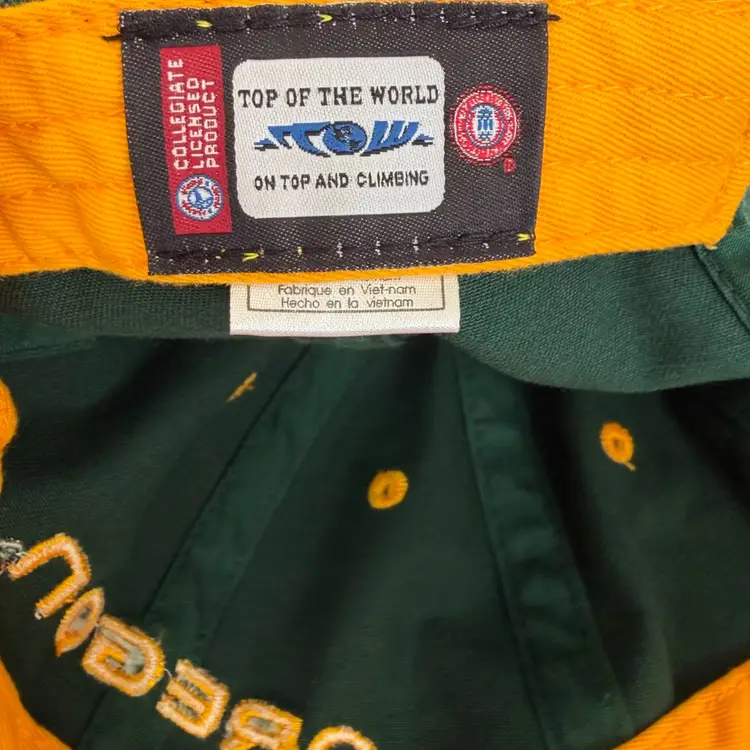 COLLEGIATE
LICENSED
PRODUCT
TOP OF THE WORLD
TOW
ON TOP AND CLIMBING
Fabrique en Viet-nam
Hecho en la vietnam